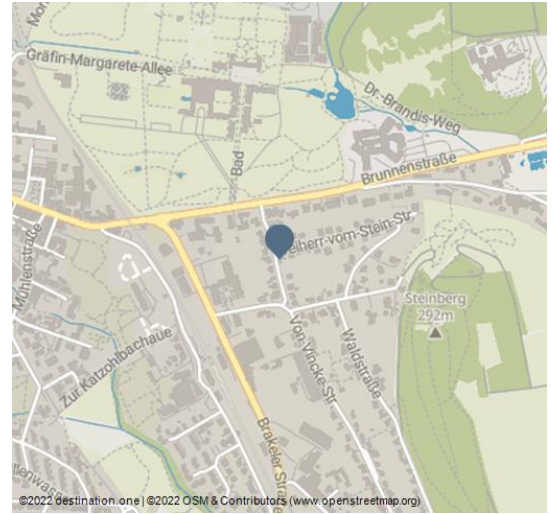 Gräfin-Margarete-Allee
Dr.-Brandis-Weg
Bad
Brunnenstraße
Mühlenstraße
eiherr-vom-Stein-Str.
Steinberg
292m
Zur Katzohlbachaue
Von-Vincke-Str.
Waldstraße
Brakeler Straße
©2022 destination.one | ©2022 OSM & Contributors (www.openstreetmap.org)